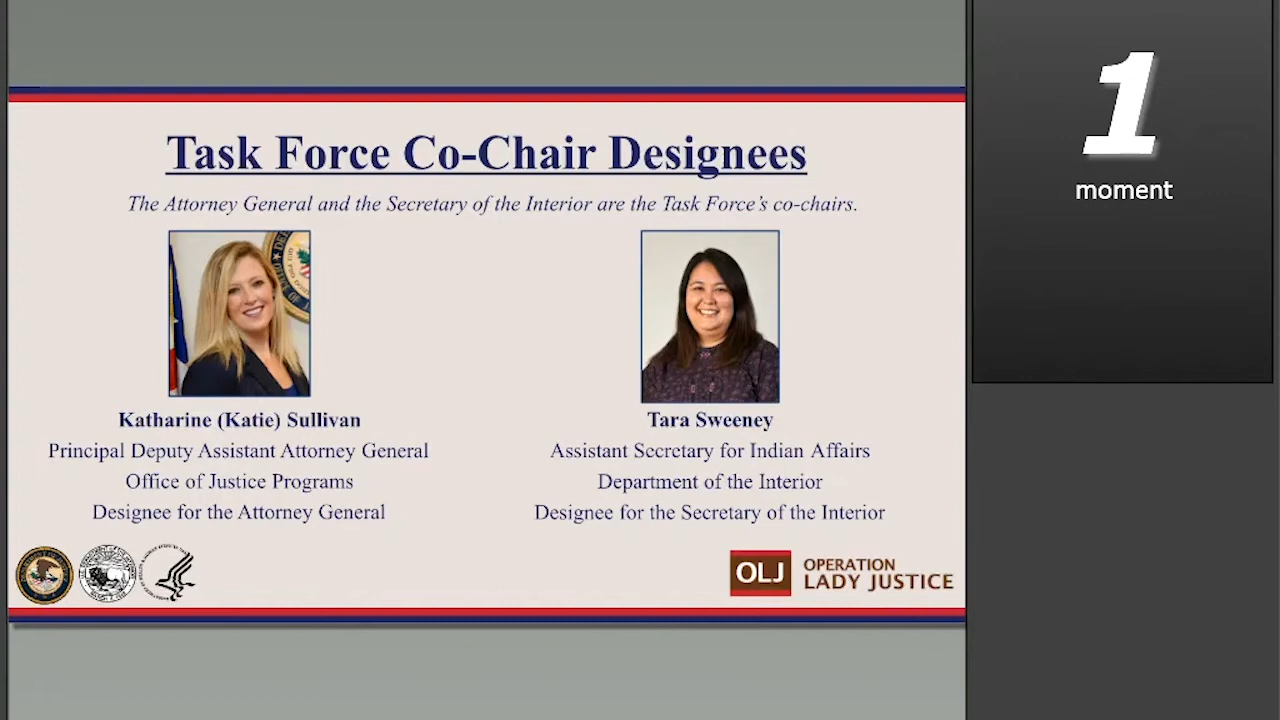 Task Force Co-Chair Designees
The Attorney General and the Secretary of the Interior are the Task Force's co-chairs.
Katharine (Katie) Sullivan
Principal Deputy Assistant Attorney General
Office of Justice Programs
Designee for the Attorney General
Tara Sweeney
Assistant Secretary for Indian Affairs
Department of the Interior
Designee for the Secretary of the Interior
OLJ
OPERATION
LADY JUSTICE
1
moment